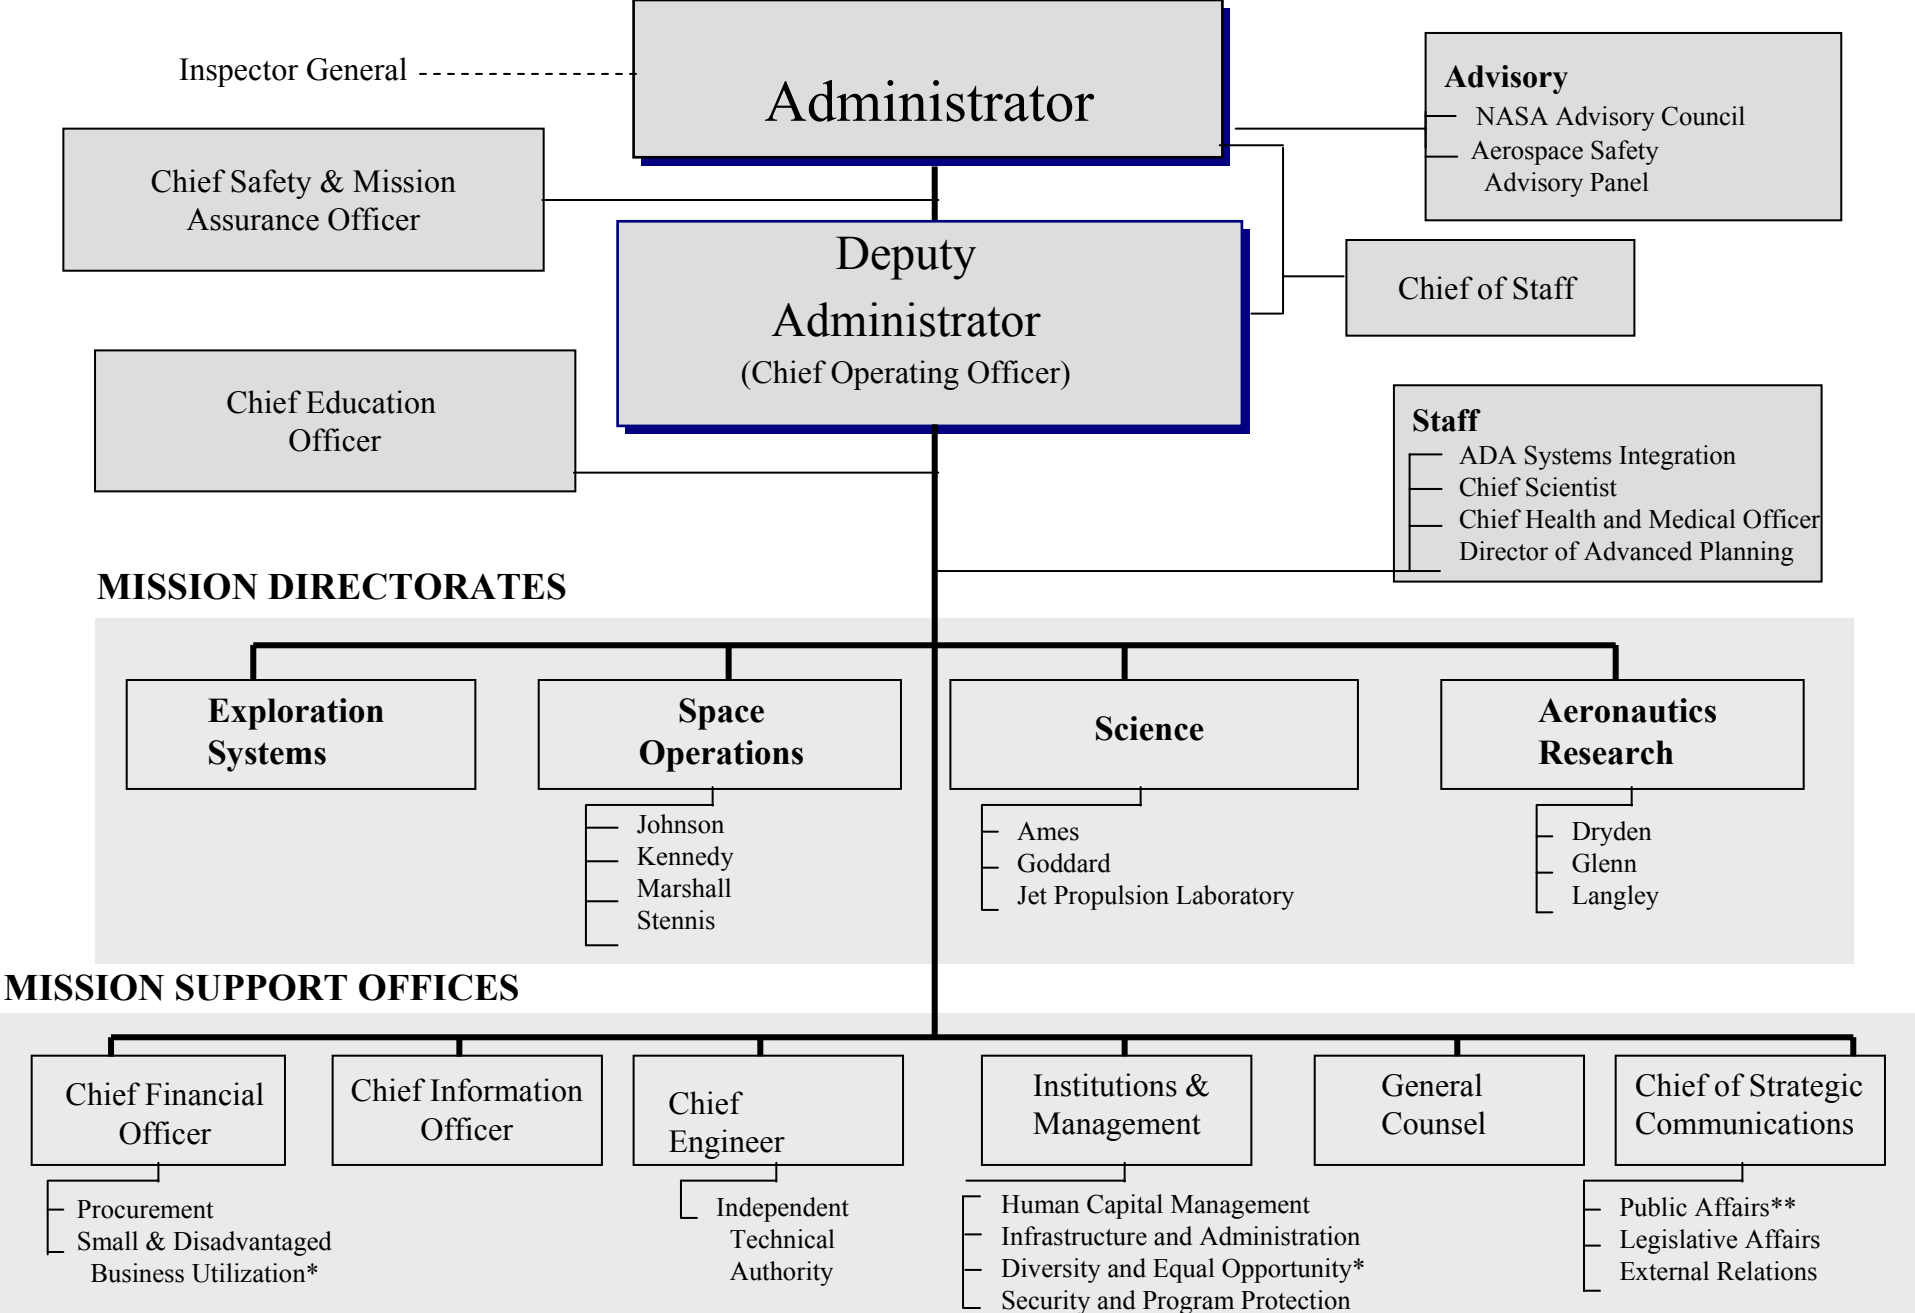 Inspector General
Administrator
Advisory
NASA Advisory Council
Aerospace Safety
Advisory Panel
Chief Safety & Mission
Assurance Officer
Deputy
Administrator
(Chief Operating Officer)
Chief of Staff
Chief Education
Officer
Staff
ADA Systems Integration
Chief Scientist
Chief Health and Medical Officer
Director of Advanced Planning
MISSION DIRECTORATES
Exploration
Systems
Space
Operations
Science
Aeronautics
Research
Johnson
Kennedy
Marshall
Stennis
Ames
Goddard
Jet Propulsion Laboratory
Dryden
Glenn
Langley
MISSION SUPPORT OFFICES
Chief Financial
Officer
Chief Information
Officer
Chief
Engineer
Institutions &
Management
General
Counsel
Chief of Strategic
Communications
Procurement
Small & Disadvantaged
Business Utilization*
Independent
Technical
Authority
Human Capital Management
Infrastructure and Administration
Diversity and Equal Opportunity*
Security and Program Protection
Public Affairs**
Legislative Affairs
External Relations